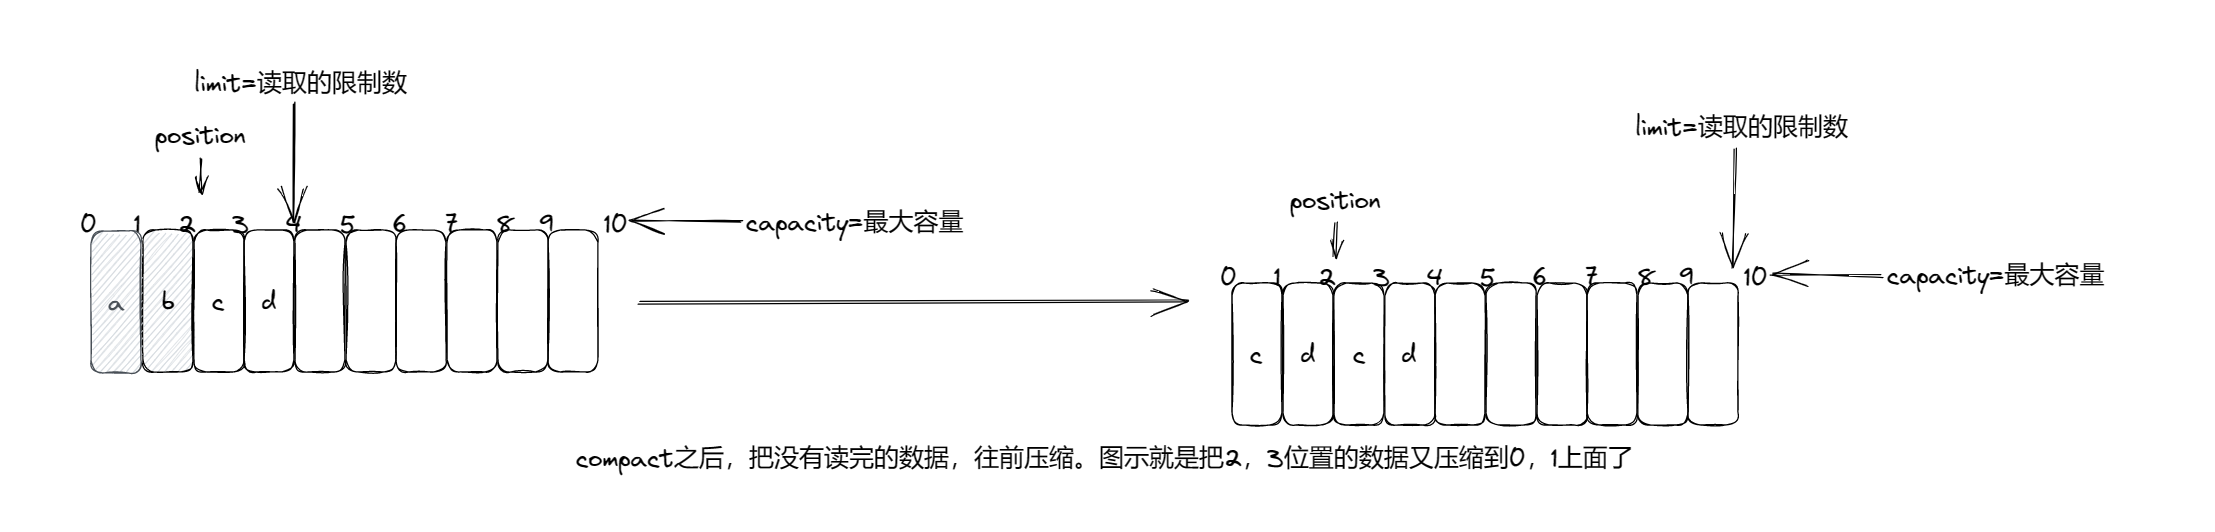 limit=读取的限制数
position
0 1 2 3 4 5 6 7 8 9 10
capacity=最大容量
a b c d
limit=读取的限制数
position
0 1 2 3 4 5 6 7 8 9 10
capacity=最大容量
c d c d
compact之后，把没有读完的数据，往前压缩。图示就是把2，3位置的数据又压缩到0，1上面了